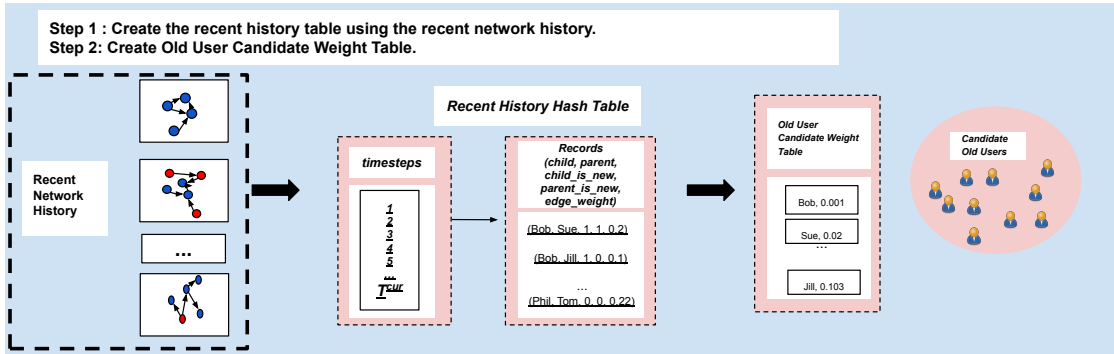 Step 1 : Create the recent history table using the recent network history.
Step 2: Create Old User Candidate Weight Table.
Recent
Network
History
...
Recent History Hash Table
timesteps
1
2
3
4
5
...
T^cur
Records
(child, parent,
child_is_new,
parent_is_new,
edge_weight)
(Bob, Sue, 1, 1, 0.2)
(Bob, Jill, 1, 0, 0.1)
...
(Phil, Tom, 0, 0, 0.22)
Old User
Candidate Weight
Table
Bob, 0.001
Sue, 0.02
...
Jill, 0.103
Candidate
Old Users